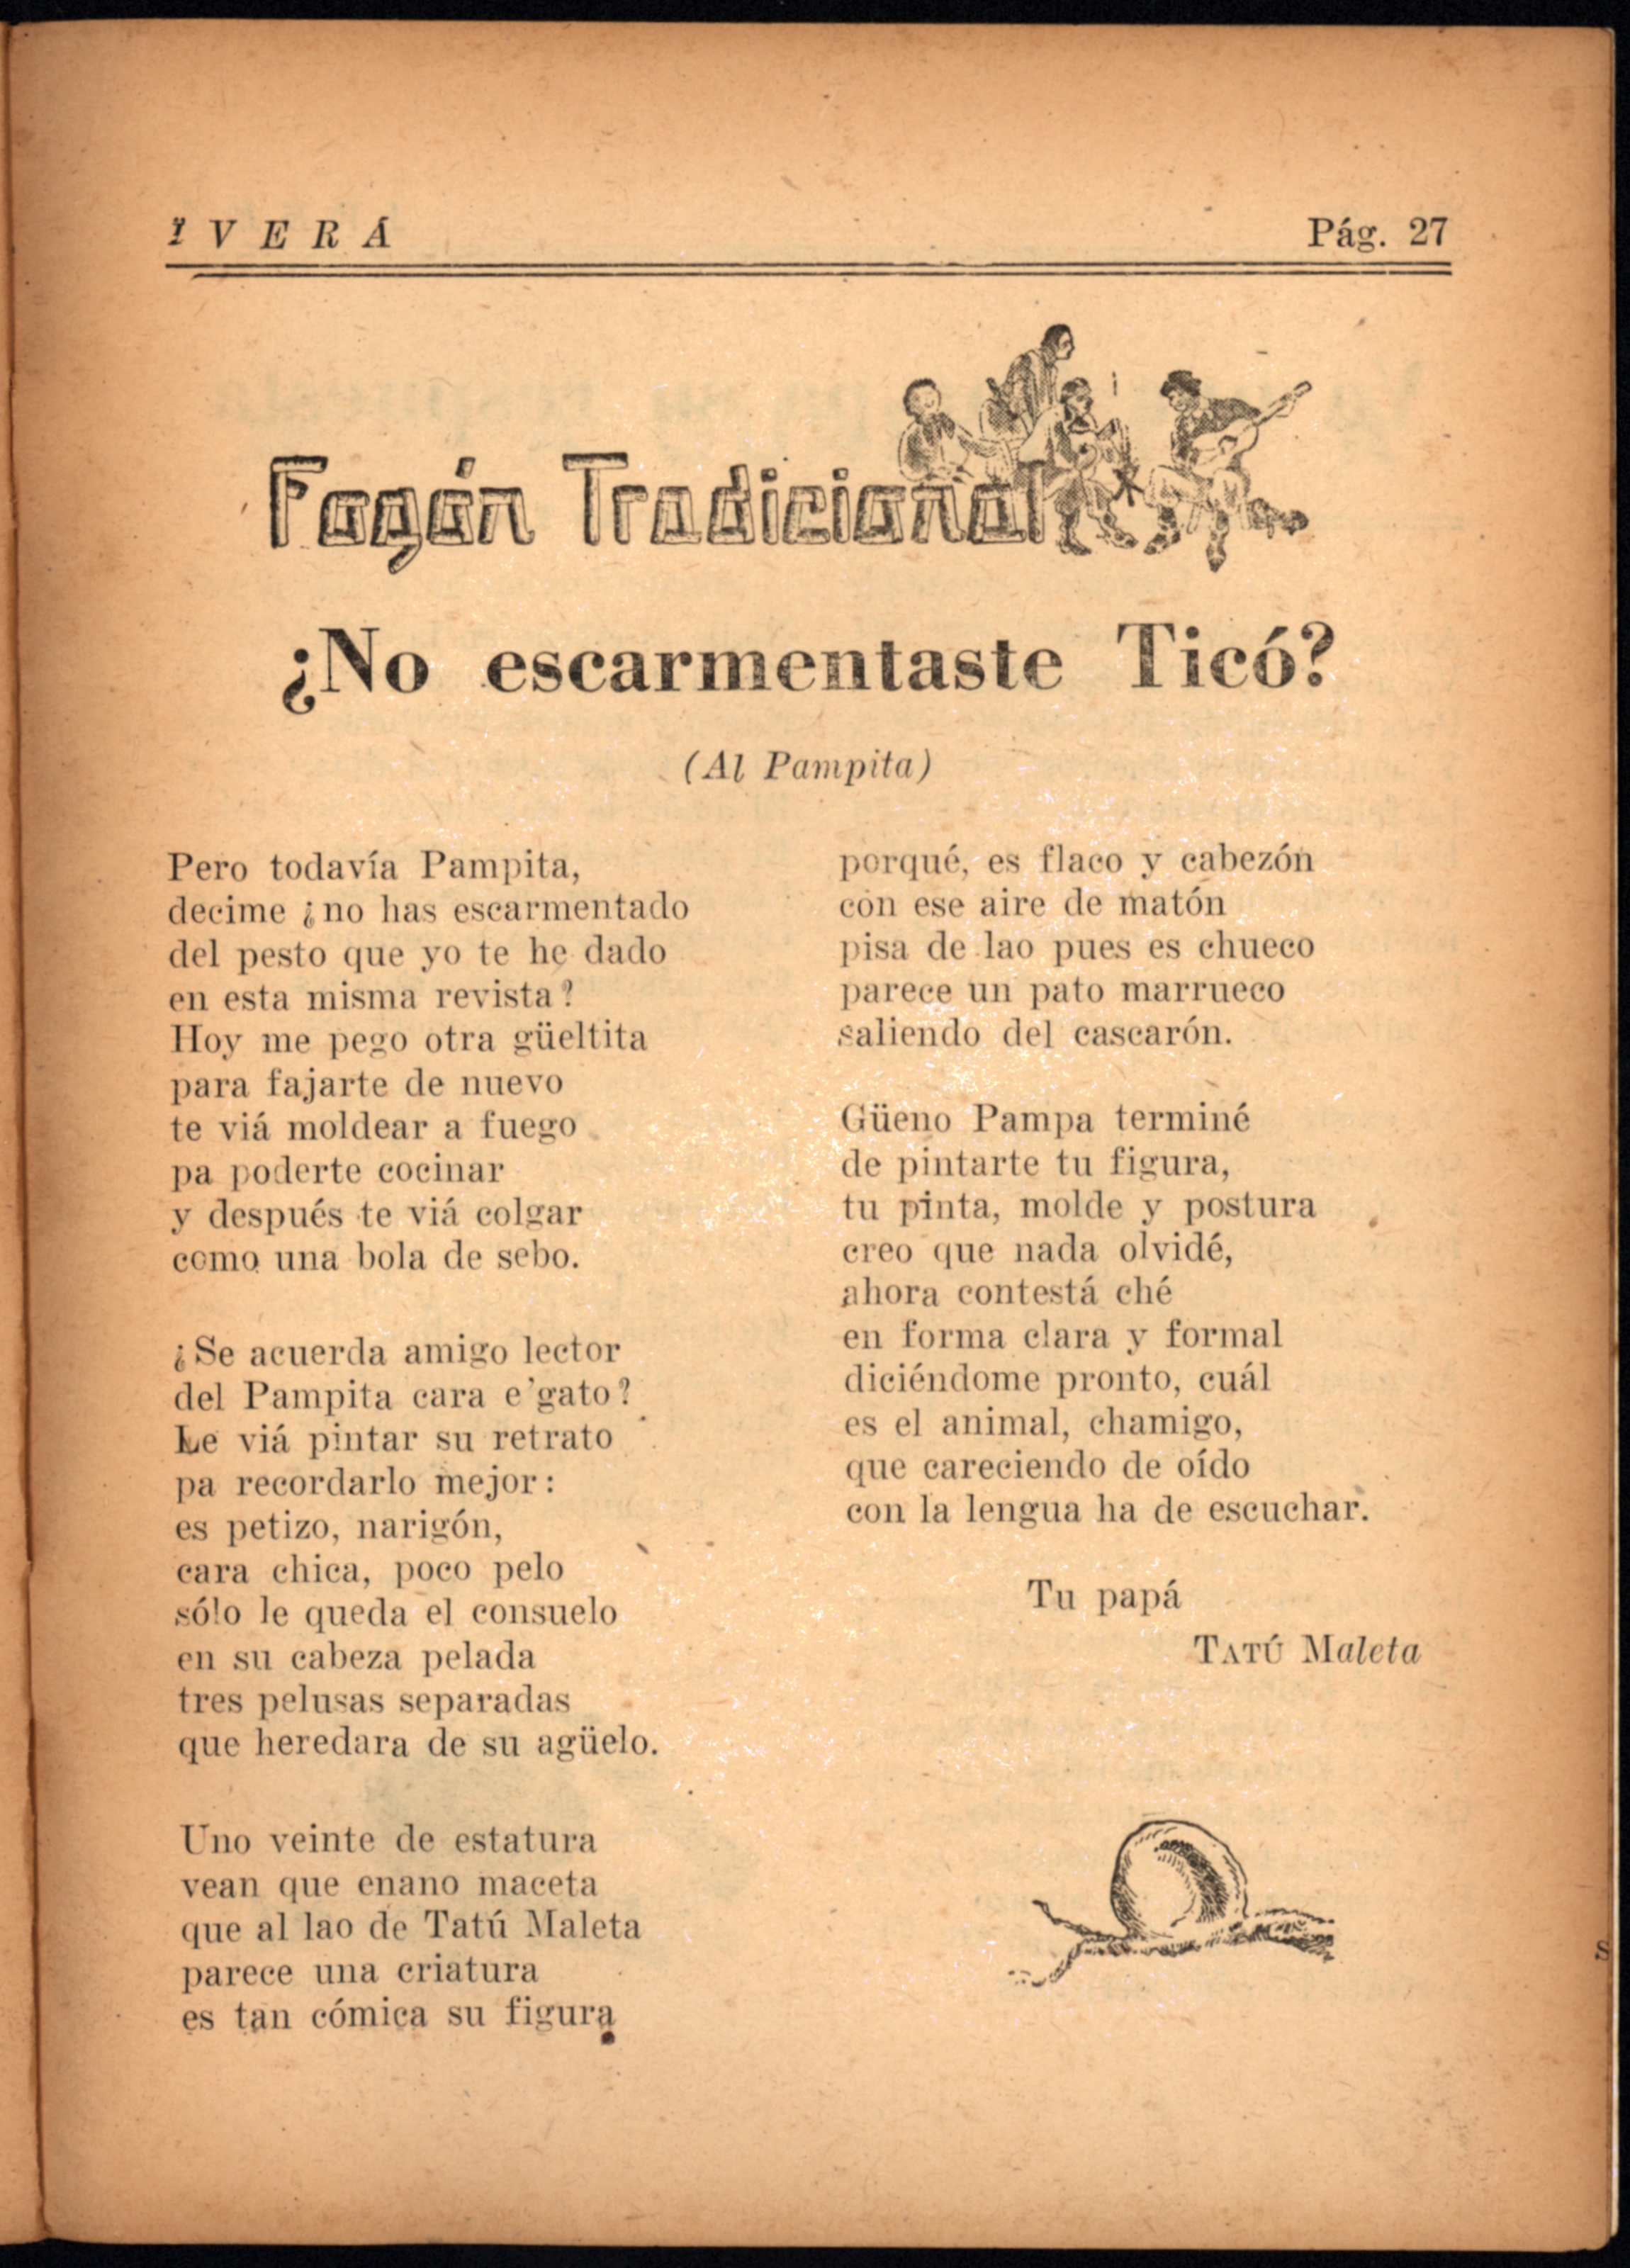 Ỹ VERÁ
Pág. 27
Fogón Tradicional
¿No escarmentaste Ticó?
(Al Pampita)
Pero todavía Pampita,
decime ¿no has escarmentado
del pesto que yo te he dado
en esta misma revista?
Hoy me pego otra güeltita
para fajarte de nuevo
te viá moldear a fuego
pa poderte cocinar
y después te viá colgar
como una bola de sebo.
¿Se acuerda amigo lector
del Pampita cara e'gato?
Le viá pintar su retrato
pa recordarlo mejor:
es petizo, narigón,
cara chica, poco pelo
sólo le queda el consuelo
en su cabeza pelada
tres pelusas separadas
que heredara de su agüelo.
Uno veinte de estatura
vean que enano maceta
que al lao de Tatú Maleta
parece una criatura
es tan cómica su figura
porqué, es flaco y cabezón
con ese aire de matón
pisa de lao pues es chueco
parece un pato marrueco
saliendo del cascarón.
Güeno Pampa terminé
de pintarte tu figura,
tu pinta, molde y postura
creo que nada olvidé,
ahora contestá ché
en forma clara y formal
diciéndome pronto, cuál
es el animal, chamigo,
que careciendo de oído
con la lengua ha de escuchar.
Tu papá
TATÚ Maleta